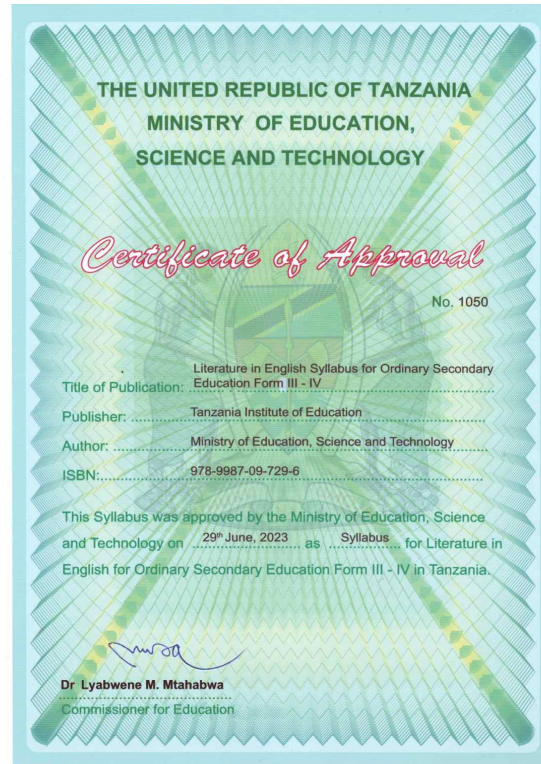 THE UNITED REPUBLIC OF TANZANIA
MINISTRY OF EDUCATION,
SCIENCE AND TECHNOLOGY
Certificate of Approval
No. 1050
Literature in English Syllabus for Ordinary Secondary
Title of Publication: Education Form III - IV
Publisher: Tanzania Institute of Education
Author: Ministry of Education, Science and Technology
ISBN: 978-9987-09-729-6
This Syllabus was approved by the Ministry of Education, Science
and Technology on 29th June, 2023 as Syllabus for Literature in
English for Ordinary Secondary Education Form III - IV in Tanzania.
Dr Lyabwene M. Mtahabwa
Commissioner for Education